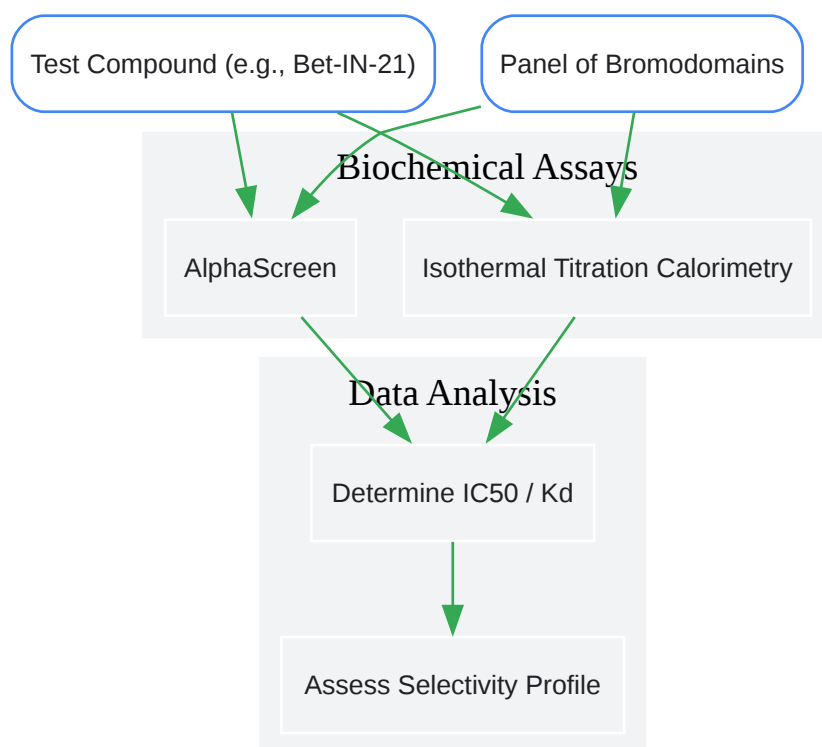 Test Compound (e.g., Bet-IN-21)
Panel of Bromodomains
Biochemical Assays
AlphaScreen
Isothermal Titration Calorimetry
Data Analysis
Determine IC50 / Kd
Assess Selectivity Profile